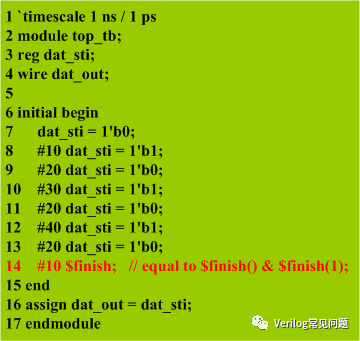 1 `timescale 1 ns / 1 ps
2 module top_tb;
3 reg dat_sti;
4 wire dat_out;
5
6 initial begin
7 dat_sti = 1'b0;
8 #10 dat_sti = 1'b1;
9 #20 dat_sti = 1'b0;
10 #30 dat_sti = 1'b1;
11 #20 dat_sti = 1'b0;
12 #40 dat_sti = 1'b1;
13 #20 dat_sti = 1'b0;
14 #10 $finish; // equal to $finish() & $finish(1);
15 end
16 assign dat_out = dat_sti;
17 endmodule
Verilog常见问题